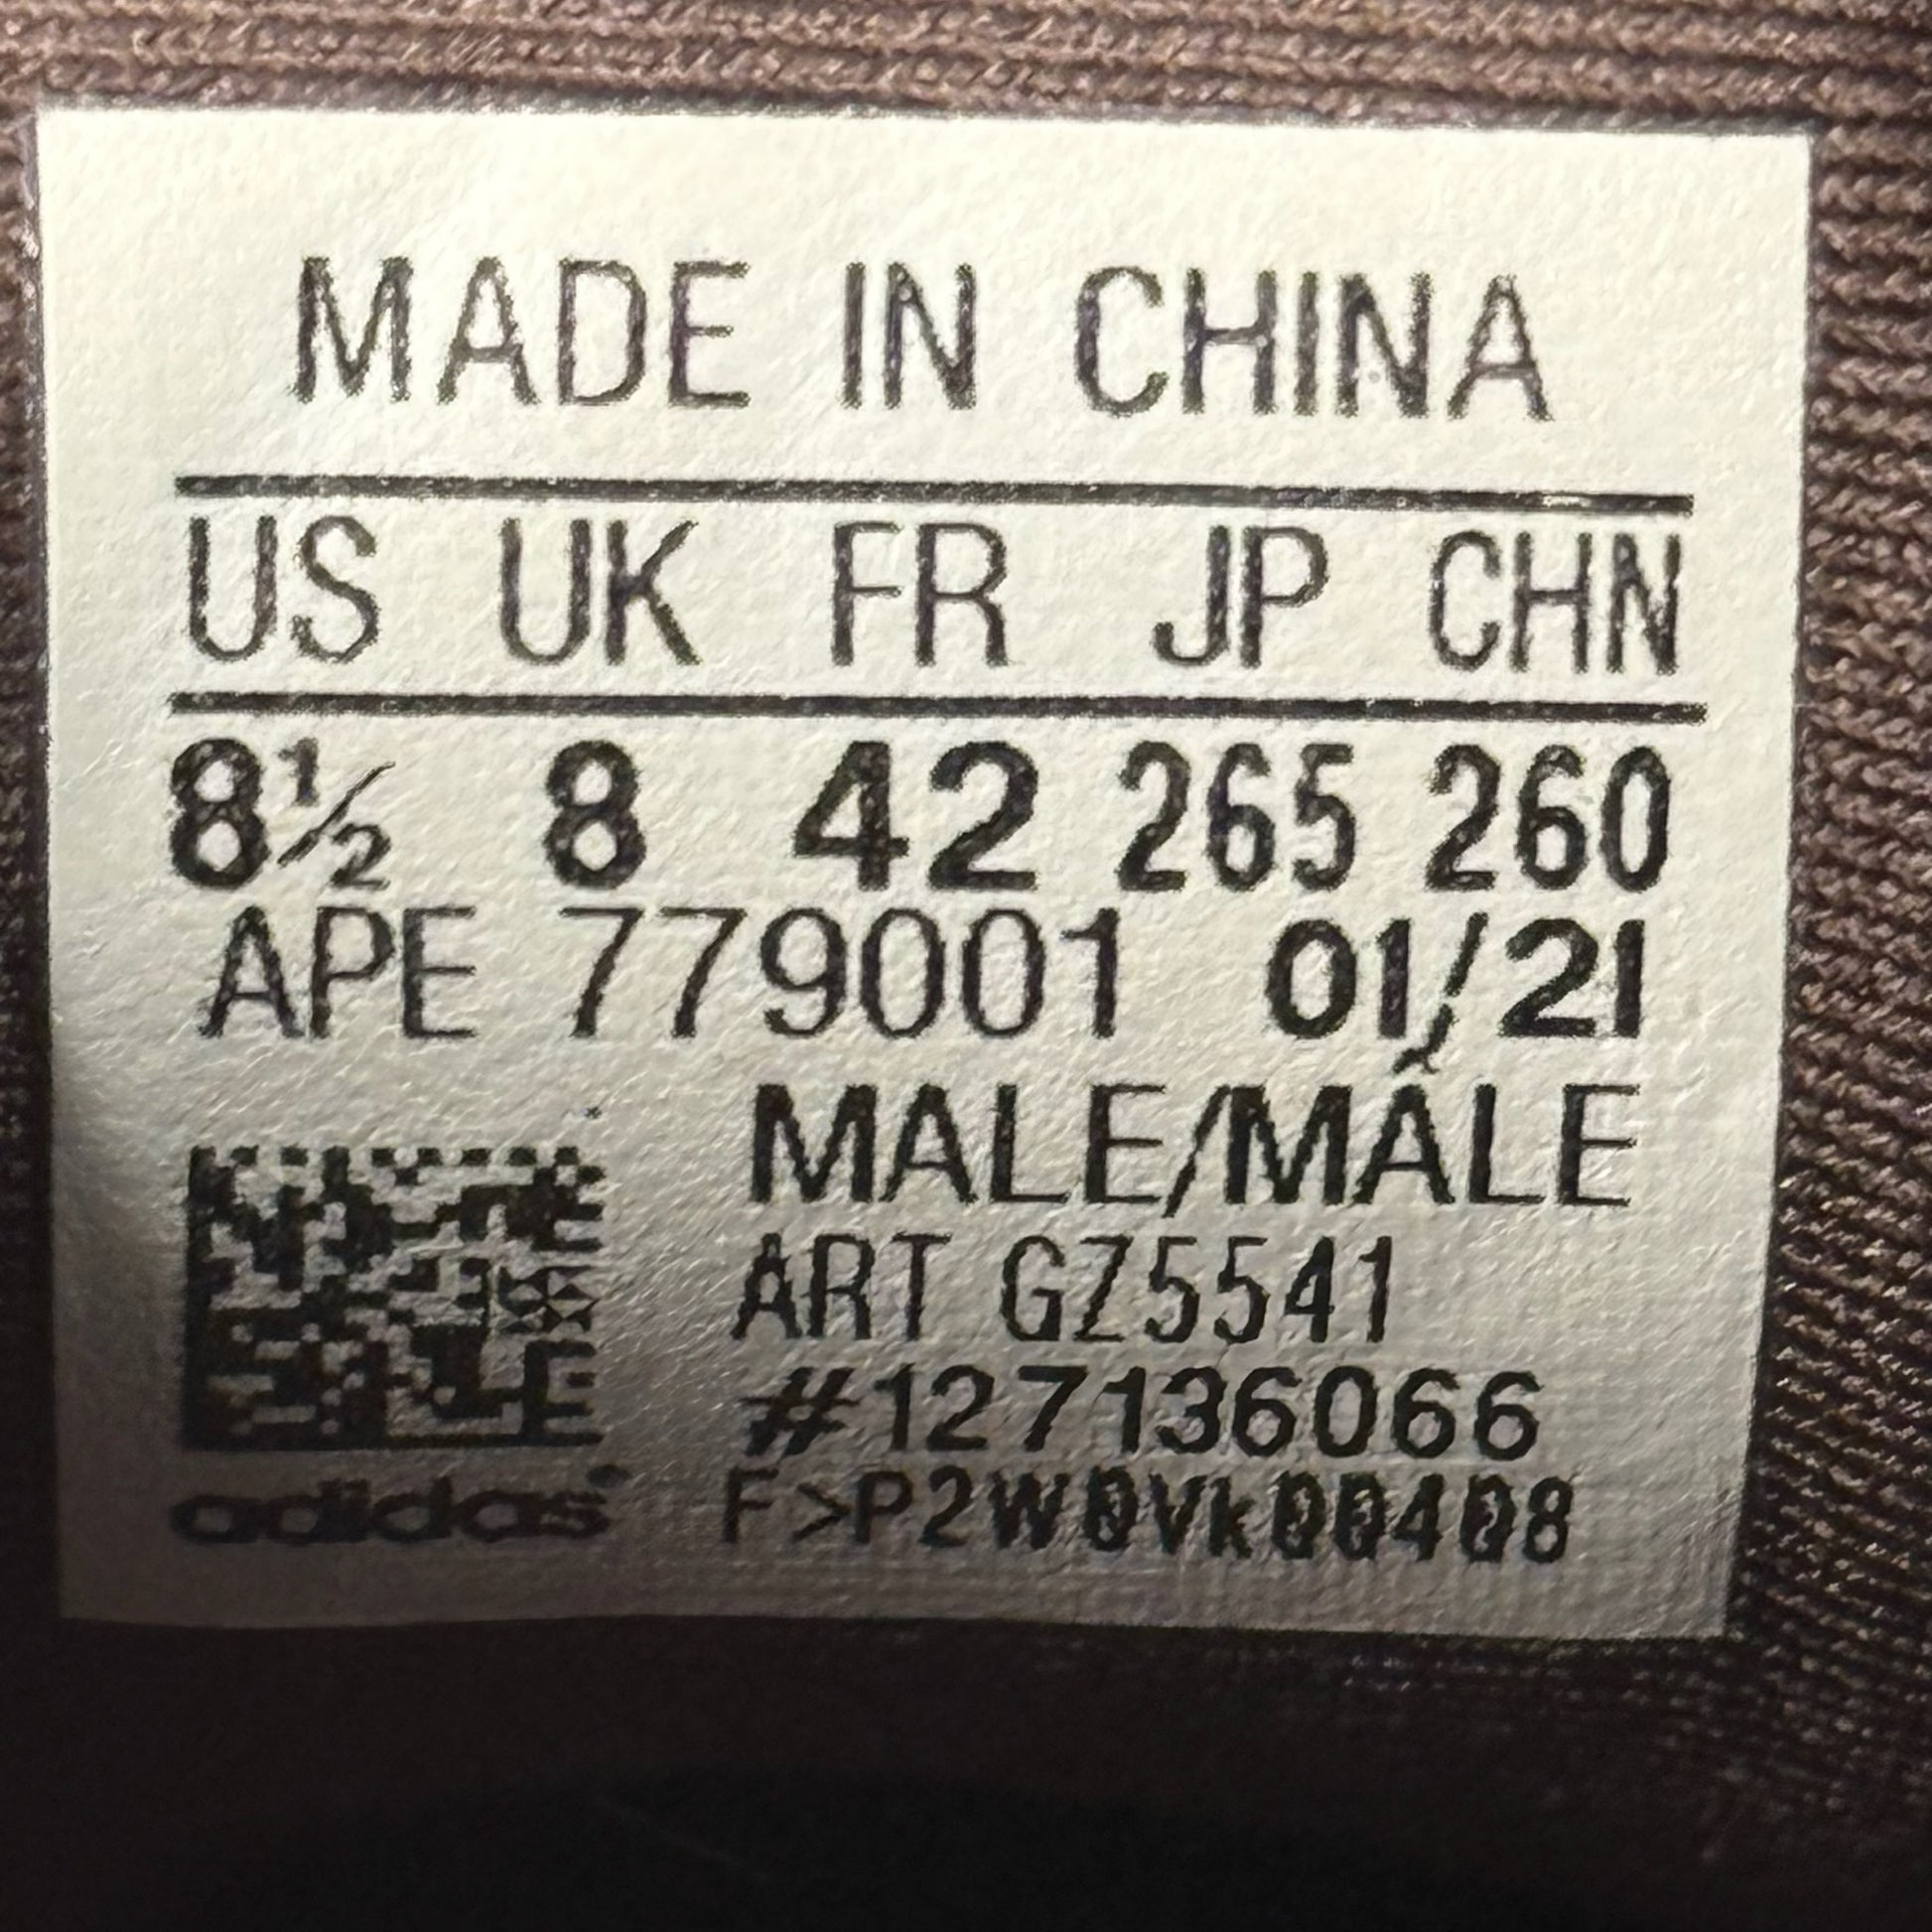 MADE IN CHINA
US UK FR JP CHN
8½ 8 42 265 260
APE 779001 01/21
MALE/MÂLE
ART GZ5541
#127136066
adidas F>P2W0Vk00408